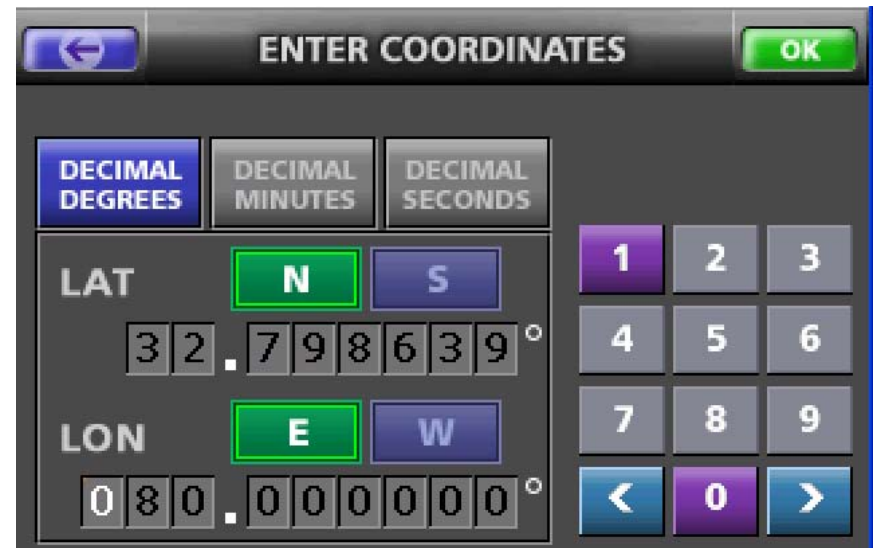 ENTER COORDINATES OK
DECIMAL DEGREES DECIMAL MINUTES DECIMAL SECONDS
LAT N S
32.798639°
LON E W
080.000000°
1 2 3
4 5 6
7 8 9
< 0 >